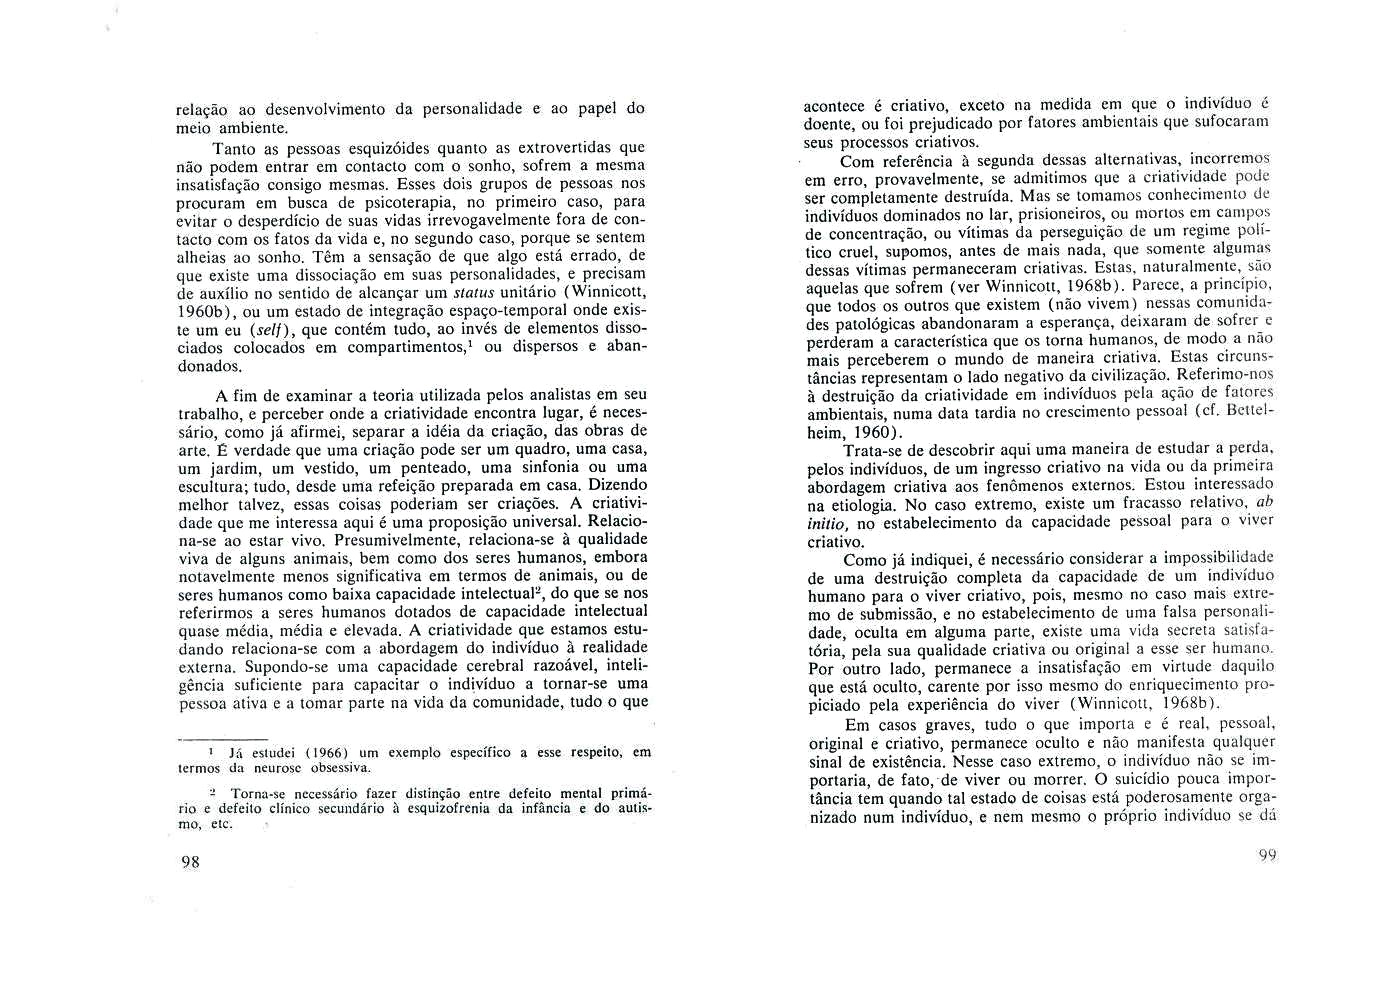 relação ao desenvolvimento da personalidade e ao papel do
meio ambiente.
Tanto as pessoas esquizóides quanto as extrovertidas que
não podem entrar em contacto com o sonho, sofrem a mesma
insatisfação consigo mesmas. Esses dois grupos de pessoas nos
procuram em busca de psicoterapia, no primeiro caso, para
evitar o desperdício de suas vidas irrevogavelmente fora de con-
tacto com os fatos da vida e, no segundo caso, porque se sentem
alheias ao sonho. Têm a sensação de que algo está errado, de
que existe uma dissociação em suas personalidades, e precisam
de auxílio no sentido de alcançar um status unitário (Winnicott,
1960b), ou um estado de integração espaço-temporal onde exis-
te um eu (self), que contém tudo, ao invés de elementos disso-
ciados colocados em compartimentos,¹ ou dispersos e aban-
donados.
A fim de examinar a teoria utilizada pelos analistas em seu
trabalho, e perceber onde a criatividade encontra lugar, é neces-
sário, como já afirmei, separar a idéia da criação, das obras de
arte. É verdade que uma criação pode ser um quadro, uma casa,
um jardim, um vestido, um penteado, uma sinfonia ou uma
escultura; tudo, desde uma refeição preparada em casa. Dizendo
melhor talvez, essas coisas poderiam ser criações. A criativi-
dade que me interessa aqui é uma proposição universal. Relacio-
na-se ao estar vivo. Presumivelmente, relaciona-se à qualidade
viva de alguns animais, bem como dos seres humanos, embora
notavelmente menos significativa em termos de animais, ou de
seres humanos como baixa capacidade intelectual², do que se nos
referirmos a seres humanos dotados de capacidade intelectual
quase média, média e elevada. A criatividade que estamos estu-
dando relaciona-se com a abordagem do indivíduo à realidade
externa. Supondo-se uma capacidade cerebral razoável, inteli-
gência suficiente para capacitar o indivíduo a tornar-se uma
pessoa ativa e a tomar parte na vida da comunidade, tudo o que
¹ Já estudei (1966) um exemplo específico a esse respeito, em
termos da neurose obsessiva.
² Torna-se necessário fazer distinção entre defeito mental primá-
rio e defeito clínico secundário à esquizofrenia da infância e do autis-
mo, etc.
98
acontece é criativo, exceto na medida em que o indivíduo é
doente, ou foi prejudicado por fatores ambientais que sufocaram
seus processos criativos.
Com referência à segunda dessas alternativas, incorremos
em erro, provavelmente, se admitimos que a criatividade pode
ser completamente destruída. Mas se tomamos conhecimento de
indivíduos dominados no lar, prisioneiros, ou mortos em campos
de concentração, ou vítimas da perseguição de um regime polí-
tico cruel, supomos, antes de mais nada, que somente algumas
dessas vítimas permaneceram criativas. Estas, naturalmente, são
aquelas que sofrem (ver Winnicott, 1968b). Parece, a princípio,
que todos os outros que existem (não vivem) nessas comunida-
des patológicas abandonaram a esperança, deixaram de sofrer e
perderam a característica que os torna humanos, de modo a não
mais perceberem o mundo de maneira criativa. Estas circuns-
tâncias representam o lado negativo da civilização. Referimo-nos
à destruição da criatividade em indivíduos pela ação de fatores
ambientais, numa data tardia no crescimento pessoal (cf. Bettel-
heim, 1960).
Trata-se de descobrir aqui uma maneira de estudar a perda,
pelos indivíduos, de um ingresso criativo na vida ou da primeira
abordagem criativa aos fenômenos externos. Estou interessado
na etiologia. No caso extremo, existe um fracasso relativo, ab
initio, no estabelecimento da capacidade pessoal para o viver
criativo.
Como já indiquei, é necessário considerar a impossibilidade
de uma destruição completa da capacidade de um indivíduo
humano para o viver criativo, pois, mesmo no caso mais extre-
mo de submissão, e no estabelecimento de uma falsa personali-
dade, oculta em alguma parte, existe uma vida secreta satisfa-
tória, pela sua qualidade criativa ou original a esse ser humano.
Por outro lado, permanece a insatisfação em virtude daquilo
que está oculto, carente por isso mesmo do enriquecimento pro-
piciado pela experiência do viver (Winnicott, 1968b).
Em casos graves, tudo o que importa e é real, pessoal,
original e criativo, permanece oculto e não manifesta qualquer
sinal de existência. Nesse caso extremo, o indivíduo não se im-
portaria, de fato, de viver ou morrer. O suicídio pouca impor-
tância tem quando tal estado de coisas está poderosamente orga-
nizado num indivíduo, e nem mesmo o próprio indivíduo se dá
99